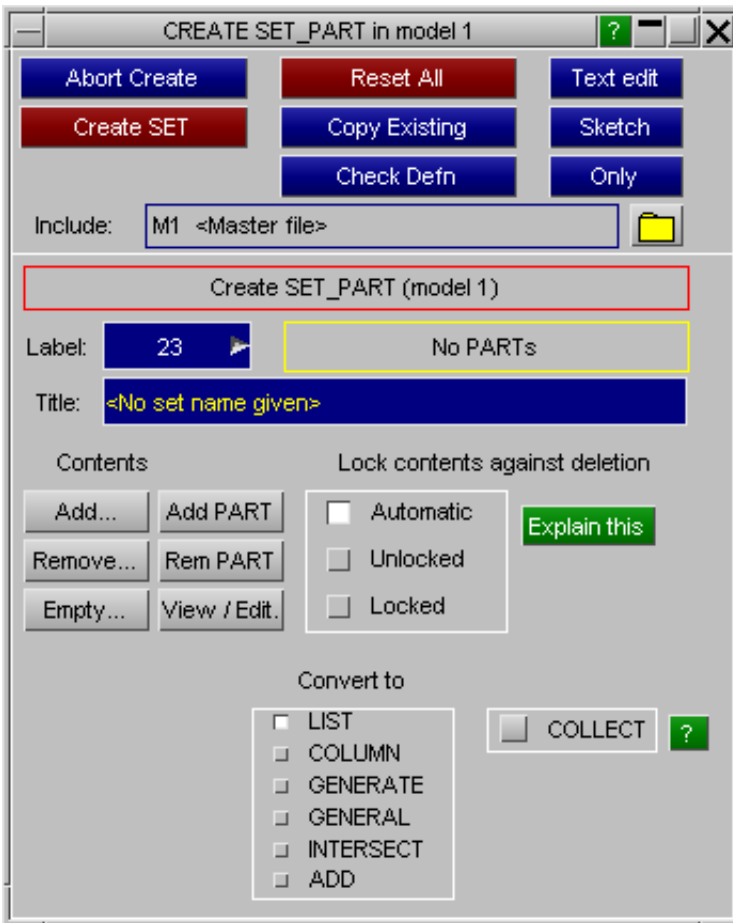 CREATE SET_PART in model 1 ?
Abort Create Reset All Text edit
Create SET Copy Existing Sketch
Check Defn Only
Include: M1 <Master file>
Create SET_PART (model 1)
Label: 23 No PARTs
Title: <No set name given>
Contents Lock contents against deletion
Add... Add PART Automatic Explain this
Remove... Rem PART Unlocked
Empty... View / Edit. Locked
Convert to
LIST COLLECT ?
COLUMN
GENERATE
GENERAL
INTERSECT
ADD